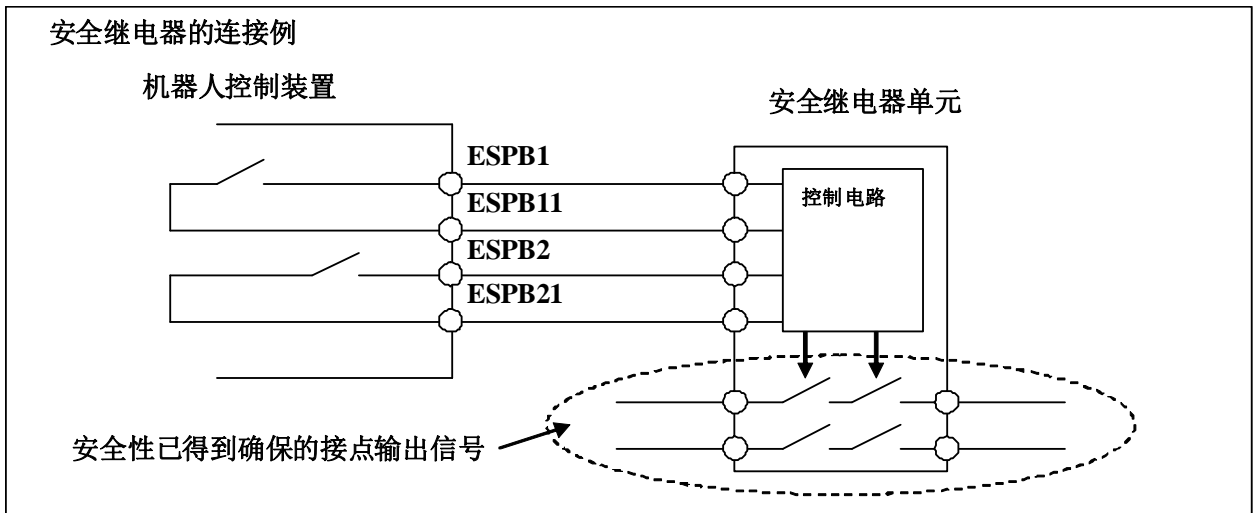 安全继电器的连接例
机器人控制装置
安全继电器单元
ESPB1
控制电路
ESPB11
ESPB2
ESPB21
安全性已得到确保的接点输出信号